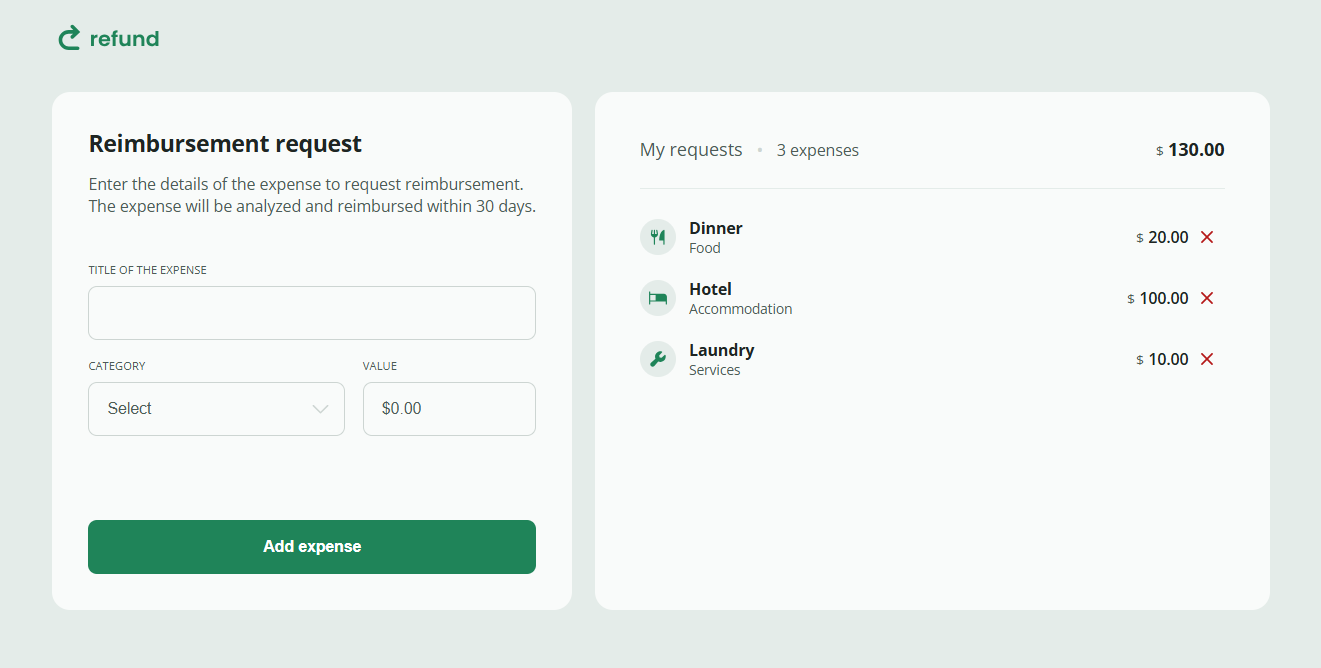 refund
Reimbursement request
Enter the details of the expense to request reimbursement.
The expense will be analyzed and reimbursed within 30 days.
TITLE OF THE EXPENSE
CATEGORY VALUE
Select $0.00
Add expense
My requests • 3 expenses $ 130.00
Dinner
Food
$ 20.00
Hotel
Accommodation
$ 100.00
Laundry
Services
$ 10.00